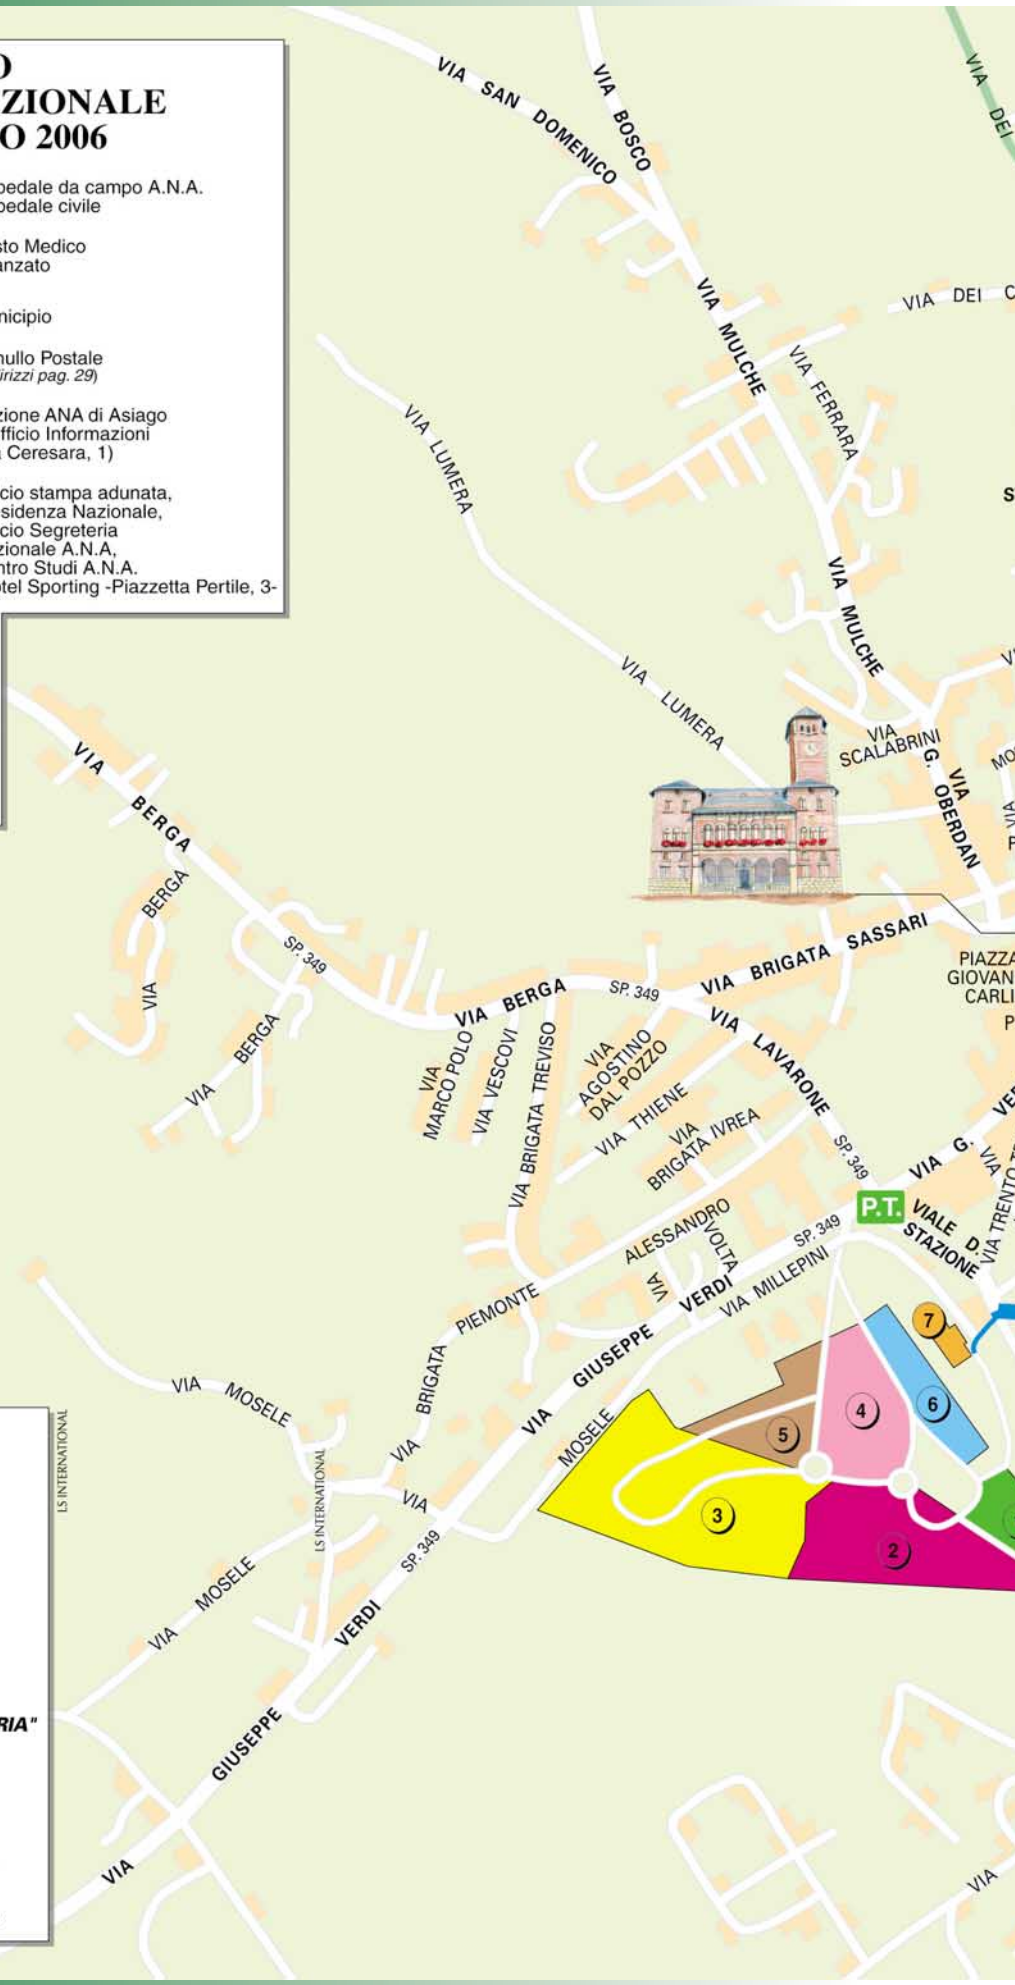 O
ZIONALE
O 2006
pedale da campo A.N.A.
pedale civile
sto Medico
anzato
nicipio
nullo Postale
irizzi pag. 29)
zione ANA di Asiago
fficio Informazioni
a Ceresara, 1)
cio stampa adunata,
esidenza Nazionale,
cio Segreteria
zionale A.N.A,
ntro Studi A.N.A.
otel Sporting -Piazzetta Pertile, 3-
VIA SAN DOMENICO
VIA BOSCO
VIA DEI
VIA DEI C
VIA MULCHE
VIA FERRARA
VIA LUMERA
S
VIA MULCHE
VIA LUMERA
VI
VIA
SCALABRINI
VIA
G. OBERDAN
MO
VIA
P
VIA BERGA
BERGA
VIA
SP. 349
VIA BERGA
VIA BERGA
SP. 349
VIA BRIGATA SASSARI
PIAZZA
GIOVAN
CARLI
P
VIA LAVARONE
VIA
MARCO POLO
VIA VESCOVI
VIA BRIGATA TREVISO
VIA
AGOSTINO
DAL POZZO
VIA THIENE
VIA
BRIGATA IVREA
SP. 349
VIA G. VER
VIA
VIA TRENTO TR
P.T.
VIALE D.
STAZIONE
ALESSANDRO
VOLTA
VIA
SP. 349
VIA MILLEPINI
VIA BRIGATA PIEMONTE
VIA GIUSEPPE VERDI
7
6
4
5
3
2
MOSELE
VIA MOSELE
VIA
LS INTERNATIONAL
LS INTERNATIONAL
SP. 349
VIA MOSELE
VIA GIUSEPPE VERDI
RIA"
VIA